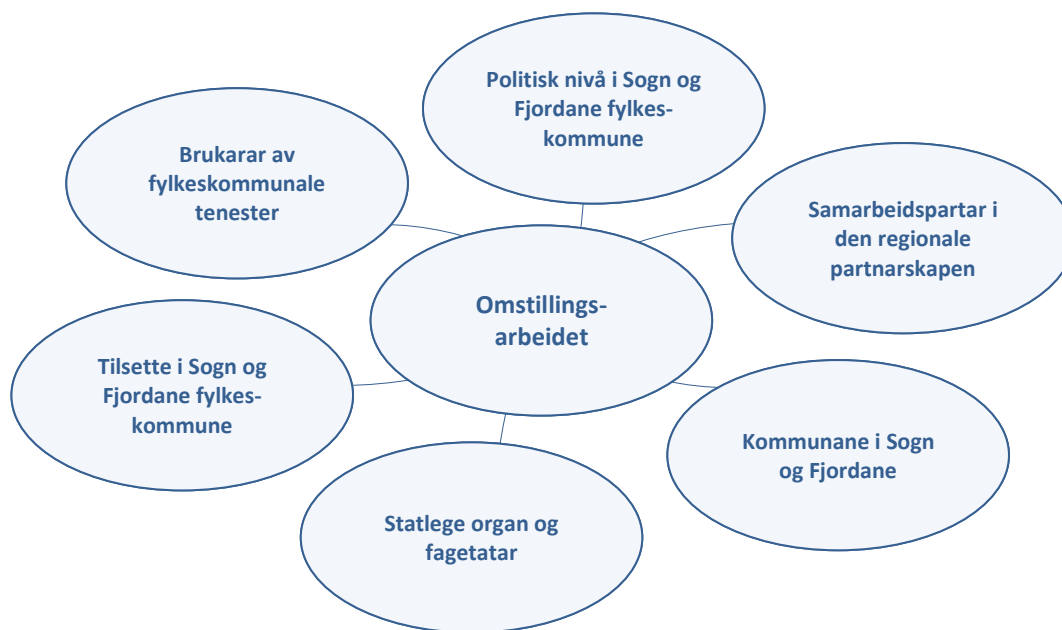 Politisk nivå i Sogn og
Fjordane fylkes-
kommune
Brukarar av
fylkeskommunale
tenester
Samarbeidspartar i
den regionale
partnarskapen
Omstillings-
arbeidet
Tilsette i Sogn og
Fjordane fylkes-
kommune
Kommunane i Sogn
og Fjordane
Statlege organ og
fagetatar